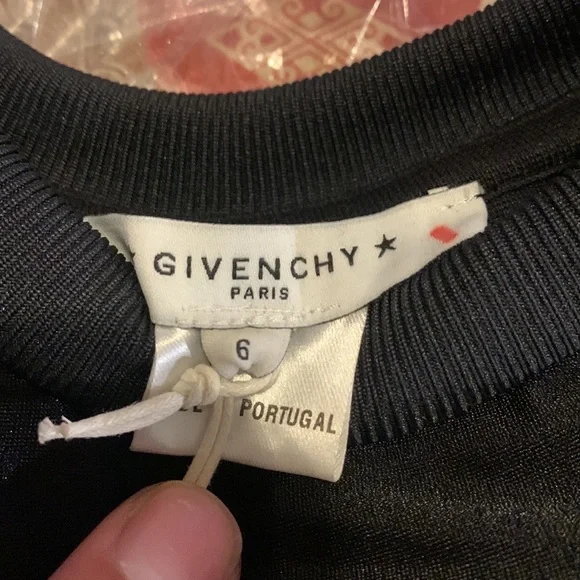 GIVENCHY ★
PARIS
6
PORTUGAL